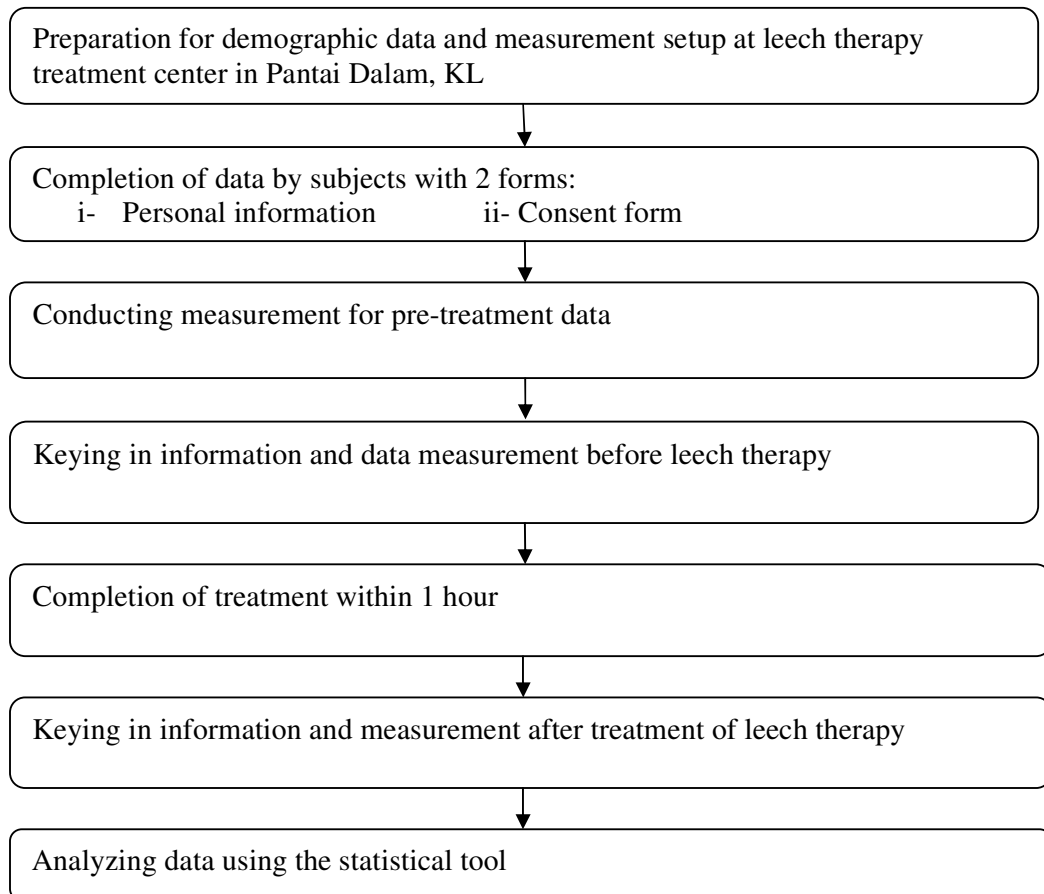 Preparation for demographic data and measurement setup at leech therapy
treatment center in Pantai Dalam, KL
Completion of data by subjects with 2 forms:
i- Personal information ii- Consent form
Conducting measurement for pre-treatment data
Keying in information and data measurement before leech therapy
Completion of treatment within 1 hour
Keying in information and measurement after treatment of leech therapy
Analyzing data using the statistical tool